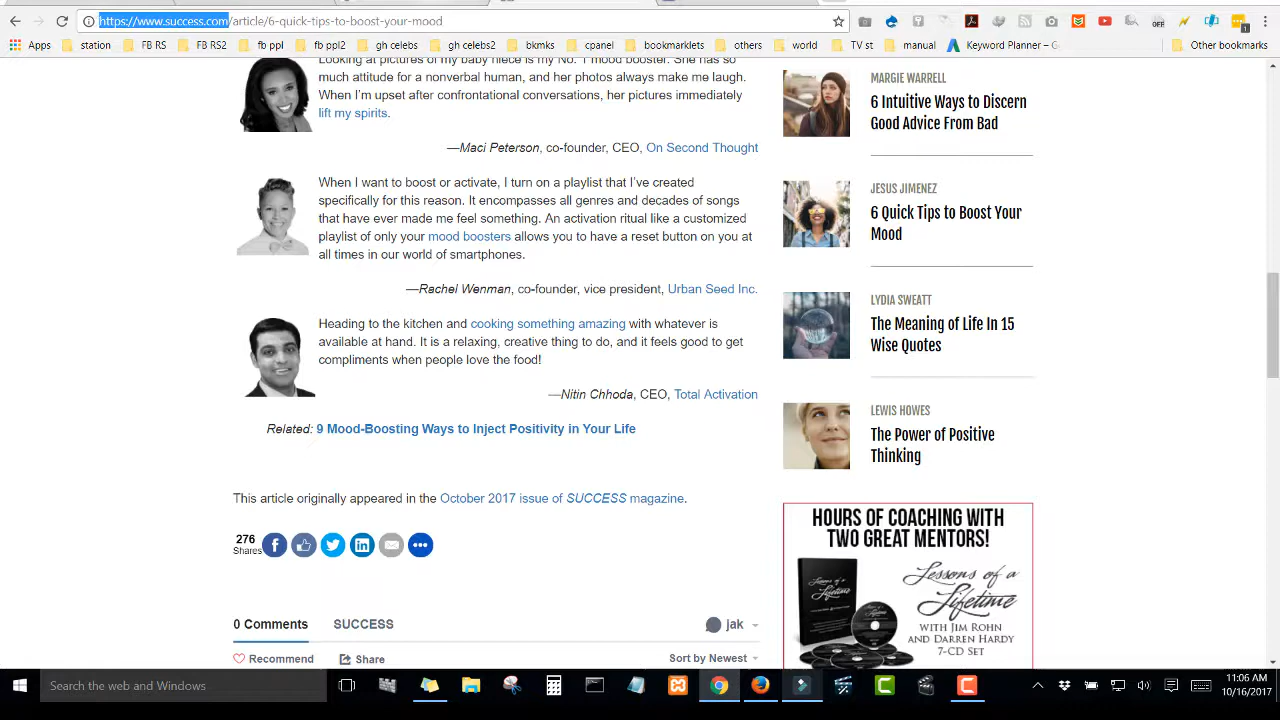 https://www.success.com/article/6-quick-tips-to-boost-your-mood
Apps station FB RS FB RS2 fb ppl fb ppl2 gh celebs gh celebs2 bkmks cpanel bookmarklets others world TV s manual Keyword Planner – G Other bookmarks
Looking at pictures of my baby niece is my No. 1 mood booster. She has so
much attitude for a nonverbal human, and her photos always make me laugh.
When I'm upset after confrontational conversations, her pictures immediately
lift my spirits.
—Maci Peterson, co-founder, CEO, On Second Thought
When I want to boost or activate, I turn on a playlist that I've created
specifically for this reason. It encompasses all genres and decades of songs
that have ever made me feel something. An activation ritual like a customized
playlist of only your mood boosters allows you to have a reset button on you at
all times in our world of smartphones.
—Rachel Wenman, co-founder, vice president, Urban Seed Inc.
Heading to the kitchen and cooking something amazing with whatever is
available at hand. It is a relaxing, creative thing to do, and it feels good to get
compliments when people love the food!
—Nitin Chhoda, CEO, Total Activation
Related: 9 Mood-Boosting Ways to Inject Positivity in Your Life
This article originally appeared in the October 2017 issue of SUCCESS magazine.
276
Shares
0 Comments SUCCESS jak
Recommend Share Sort by Newest
MARGIE WARRELL
6 Intuitive Ways to Discern
Good Advice From Bad
JESUS JIMENEZ
6 Quick Tips to Boost Your
Mood
LYDIA SWEATT
The Meaning of Life In 15
Wise Quotes
LEWIS HOWES
The Power of Positive
Thinking
HOURS OF COACHING WITH
TWO GREAT MENTORS!
Lessons of a
Lifetime
WITH JIM ROHN
AND DARREN HARDY
7-CD SET
Search the web and Windows
11:06 AM
10/16/2017